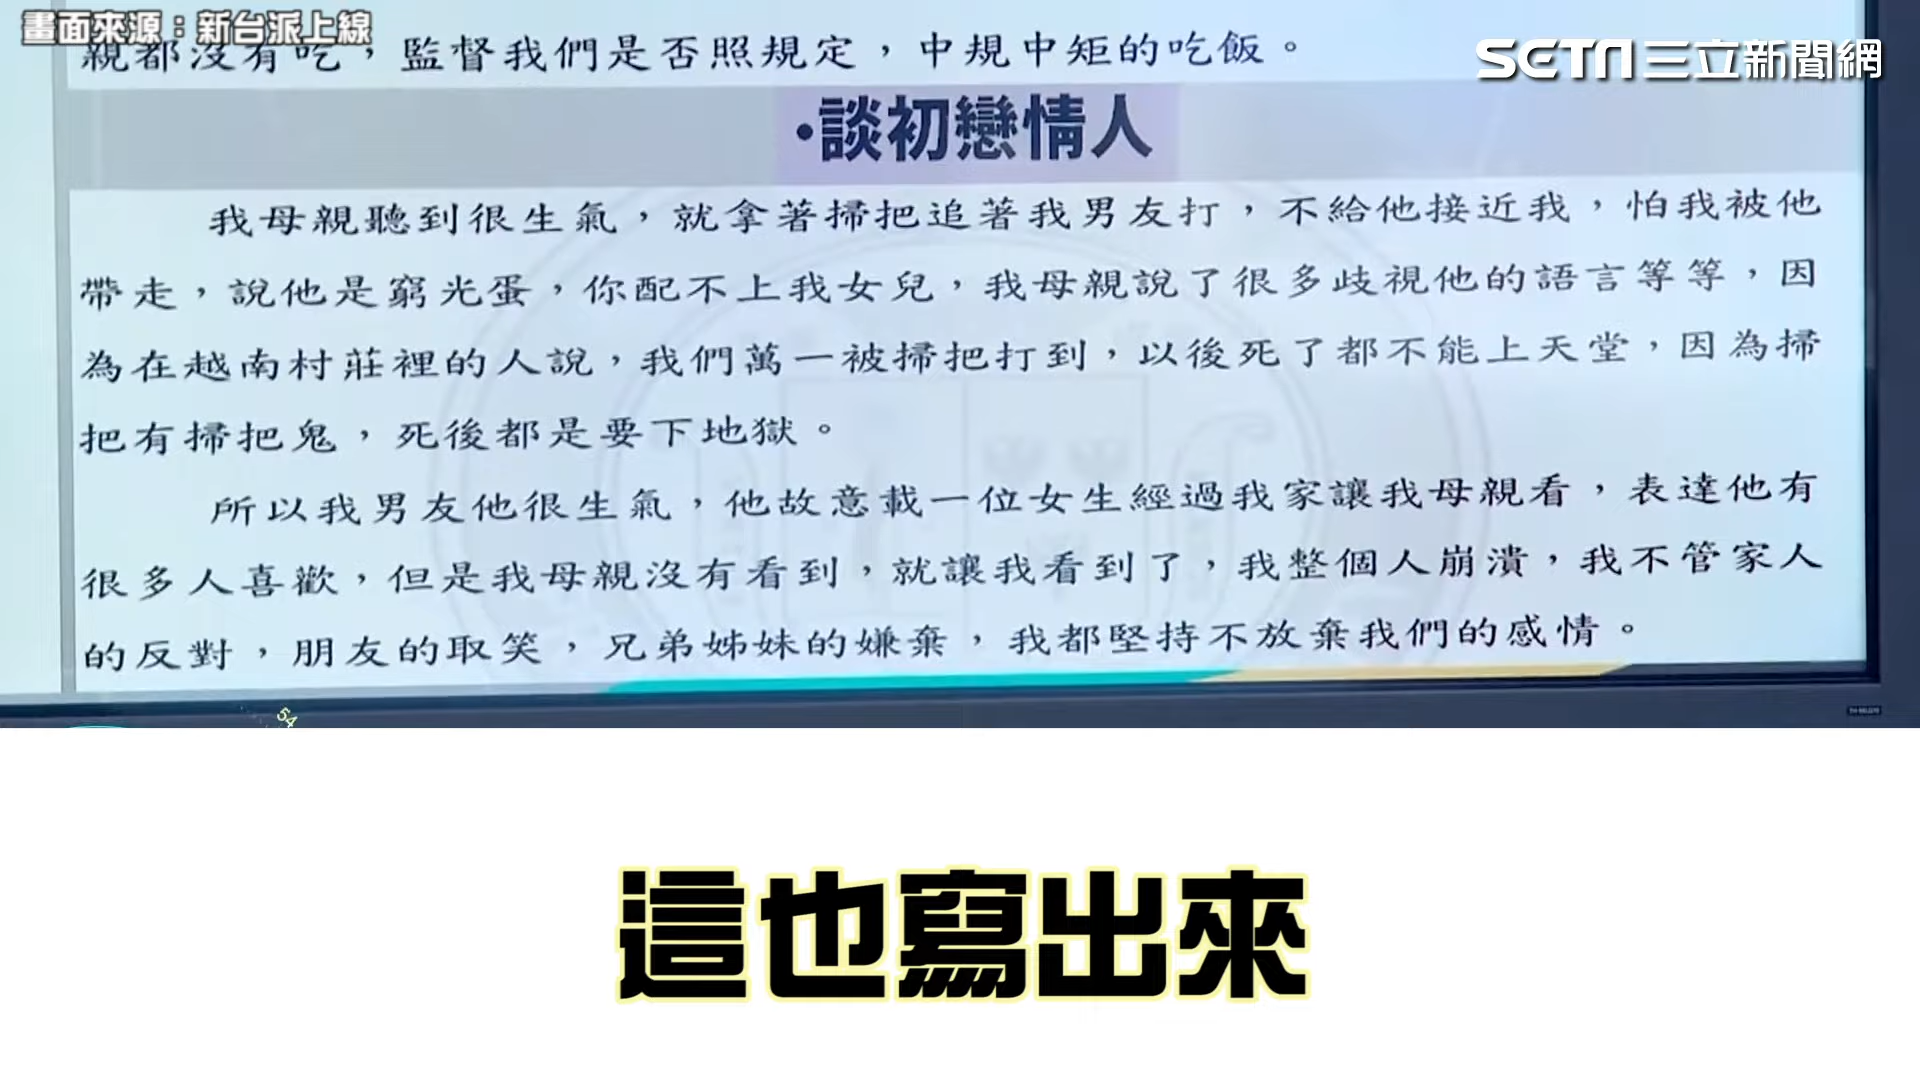 畫面來源：新台派上線
SETN三立新聞網
親都沒有吃，監督我們是否照規定，中規中矩的吃飯。
•談初戀情人
我母親聽到很生氣，就拿著掃把追著我男友打，不給他接近我，怕我被他
帶走，說他是窮光蛋，你配不上我女兒，我母親說了很多歧視他的語言等等，因
為在越南村莊裡的人說，我們萬一被掃把打到，以後死了都不能上天堂，因為掃
把有掃把鬼，死後都是要下地獄。
所以我男友他很生氣，他故意載一位女生經過我家讓我母親看，表達他有
很多人喜歡，但是我母親沒有看到，就讓我看到了，我整個人崩潰，我不管家人
的反對，朋友的取笑，兄弟姊妹的嫌棄，我都堅持不放棄我們的感情。
54
這也寫出來